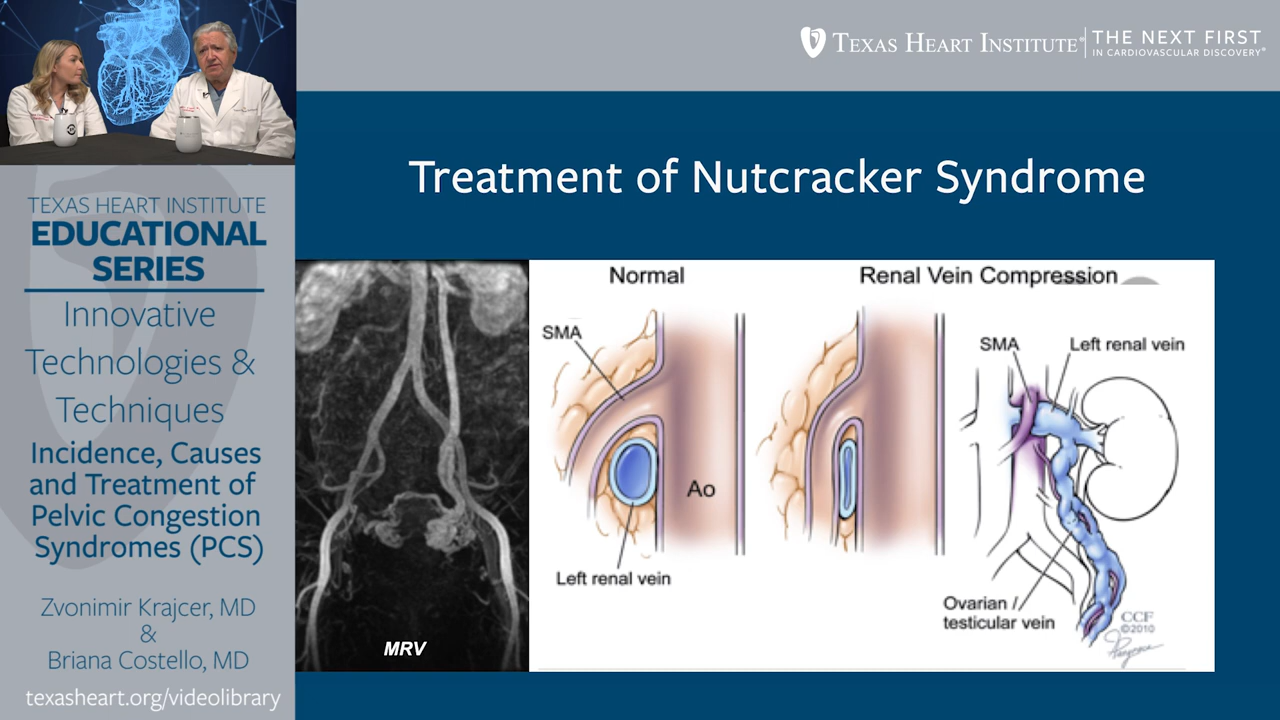 TEXAS HEART INSTITUTE®
THE NEXT FIRST
IN CARDIOVASCULAR DISCOVERY®
TEXAS HEART INSTITUTE
EDUCATIONAL
SERIES
Innovative
Technologies &
Techniques
Incidence, Causes
and Treatment of
Pelvic Congestion
Syndromes (PCS)
Zvonimir Krajcer, MD
&
Briana Costello, MD
texasheart.org/videolibrary
Treatment of Nutcracker Syndrome
MRV
Normal
SMA
Ao
Left renal vein
Renal Vein Compression
SMA
Left renal vein
Ovarian /
testicular vein
CCF
©2010